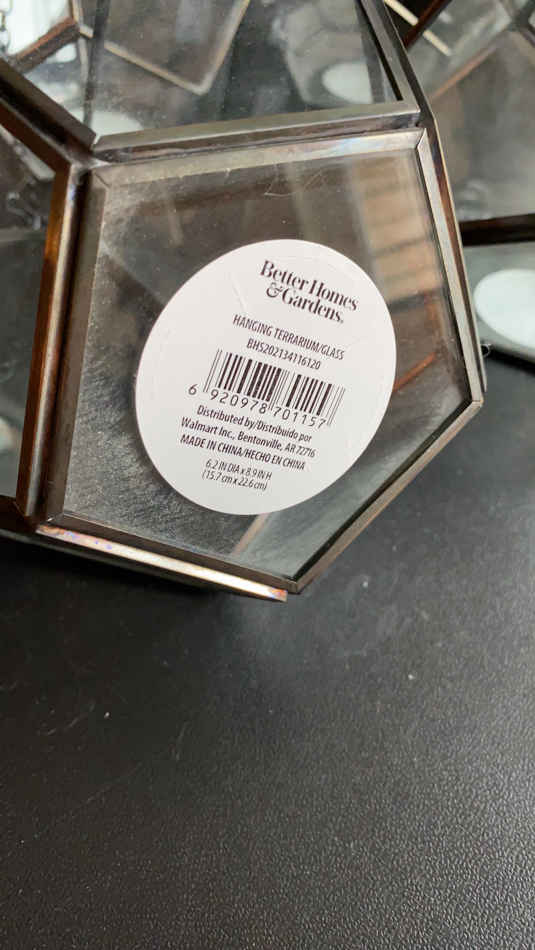 Better Homes
& Gardens®
HANGING TERRARIUM/GLASS
BHS202134116120
6 920978 701157
Distributed by/Distribuido por
Walmart Inc., Bentonville, AR 72716
MADE IN CHINA/HECHO EN CHINA
6.2 IN DIA x 8.9 IN H
(15.7 cm x 22.6 cm)